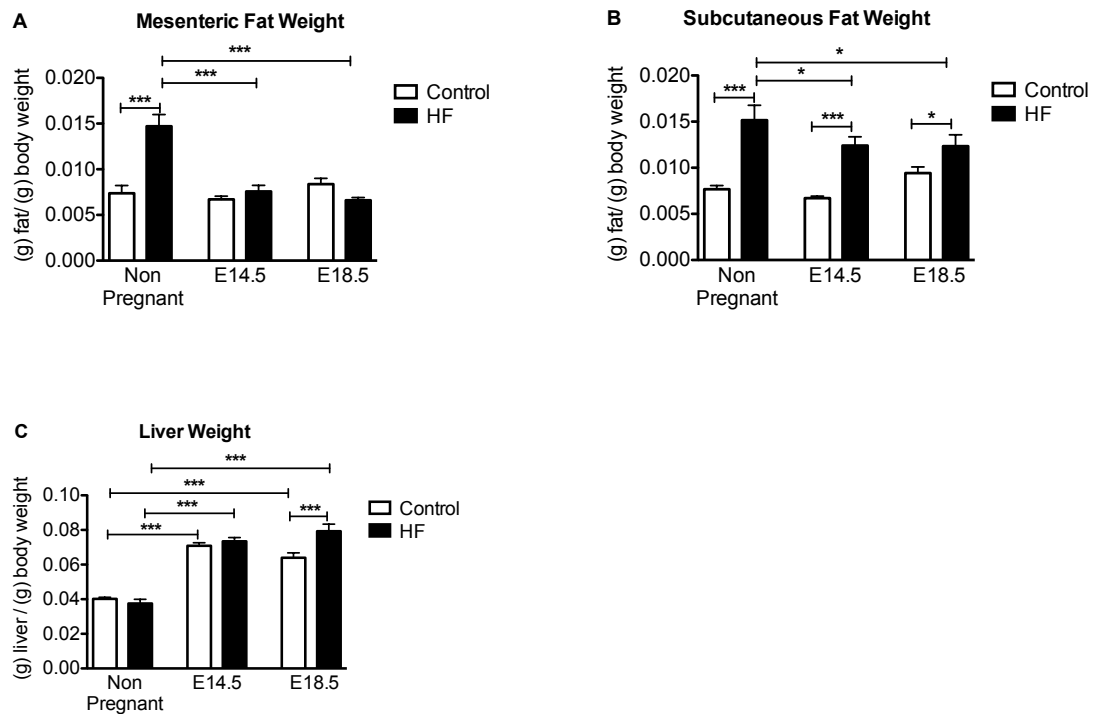 A
Mesenteric Fat Weight
***
***
***
0.020
0.015
0.010
0.005
0.000
(g) fat/ (g) body weight
Control
HF
Non
Pregnant
E14.5
E18.5
B
Subcutaneous Fat Weight
*
*
***
***
*
0.020
0.015
0.010
0.005
0.000
(g) fat/ (g) body weight
Control
HF
Non
Pregnant
E14.5
E18.5
C
Liver Weight
***
***
***
***
***
0.10
0.08
0.06
0.04
0.02
0.00
(g) liver / (g) body weight
Control
HF
Non
Pregnant
E14.5
E18.5